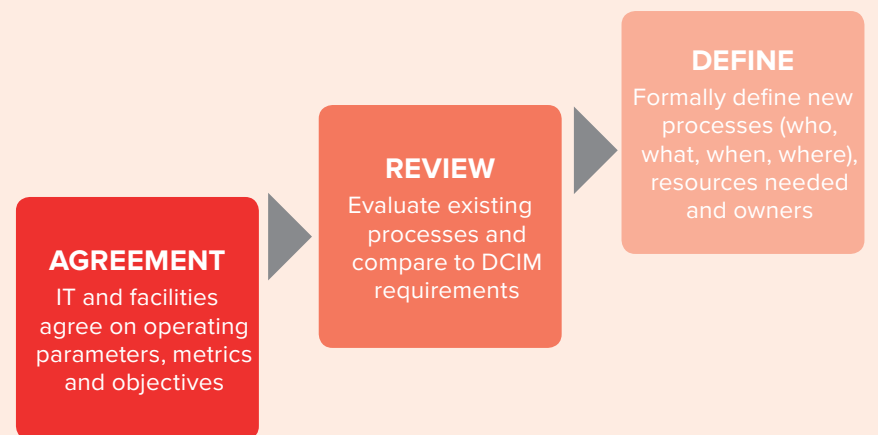 AGREEMENT
IT and facilities
agree on operating
parameters, metrics
and objectives
REVIEW
Evaluate existing
processes and
compare to DCIM
requirements
DEFINE
Formally define new
processes (who,
what, when, where),
resources needed
and owners